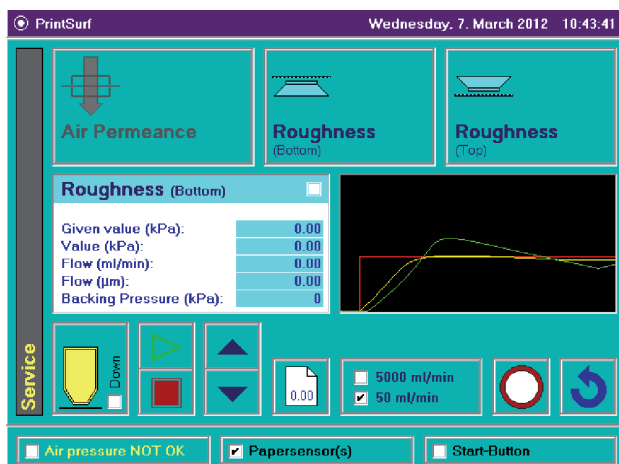 PrintSurf Wednesday, 7. March 2012 10:43:41
Air Permeance
Roughness
(Bottom)
Roughness
(Top)
Roughness (Bottom)
Given value (kPa): 0.00
Value (kPa): 0.00
Flow (ml/min): 0.00
Flow (µm): 0.00
Backing Pressure (kPa): 0
Service
Down
0.00
5000 ml/min
50 ml/min
Air pressure NOT OK
Papersensor(s)
Start-Button